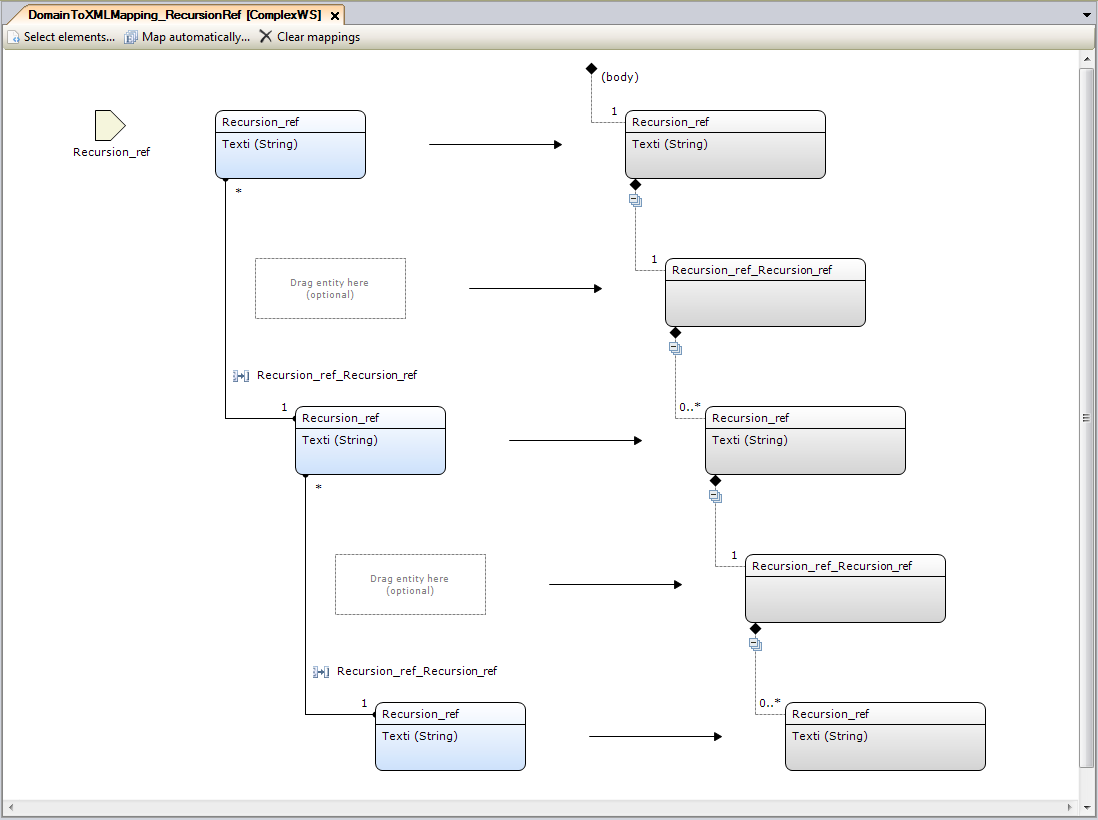 DomainToXMLMapping_RecursionRef [ComplexWS]
Select elements... Map automatically... Clear mappings
(body)
1
Recursion_ref
Recursion_ref
Texti (String)
Recursion_ref
Texti (String)
*
1
Recursion_ref_Recursion_ref
Drag entity here
(optional)
Recursion_ref_Recursion_ref
1
0..*
Recursion_ref
Texti (String)
Recursion_ref
Texti (String)
*
1
Recursion_ref_Recursion_ref
Drag entity here
(optional)
Recursion_ref_Recursion_ref
1
0..*
Recursion_ref
Texti (String)
Recursion_ref
Texti (String)